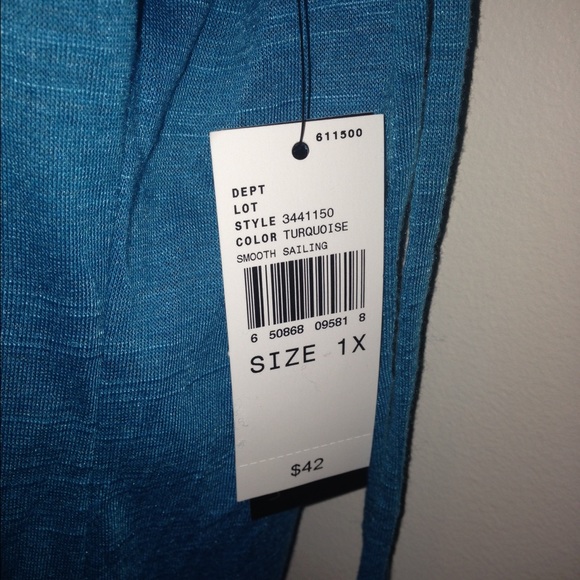 611500
DEPT
LOT
STYLE 3441150
COLOR TURQUOISE
SMOOTH SAILING
6 50868 09581 8
SIZE 1X
$42